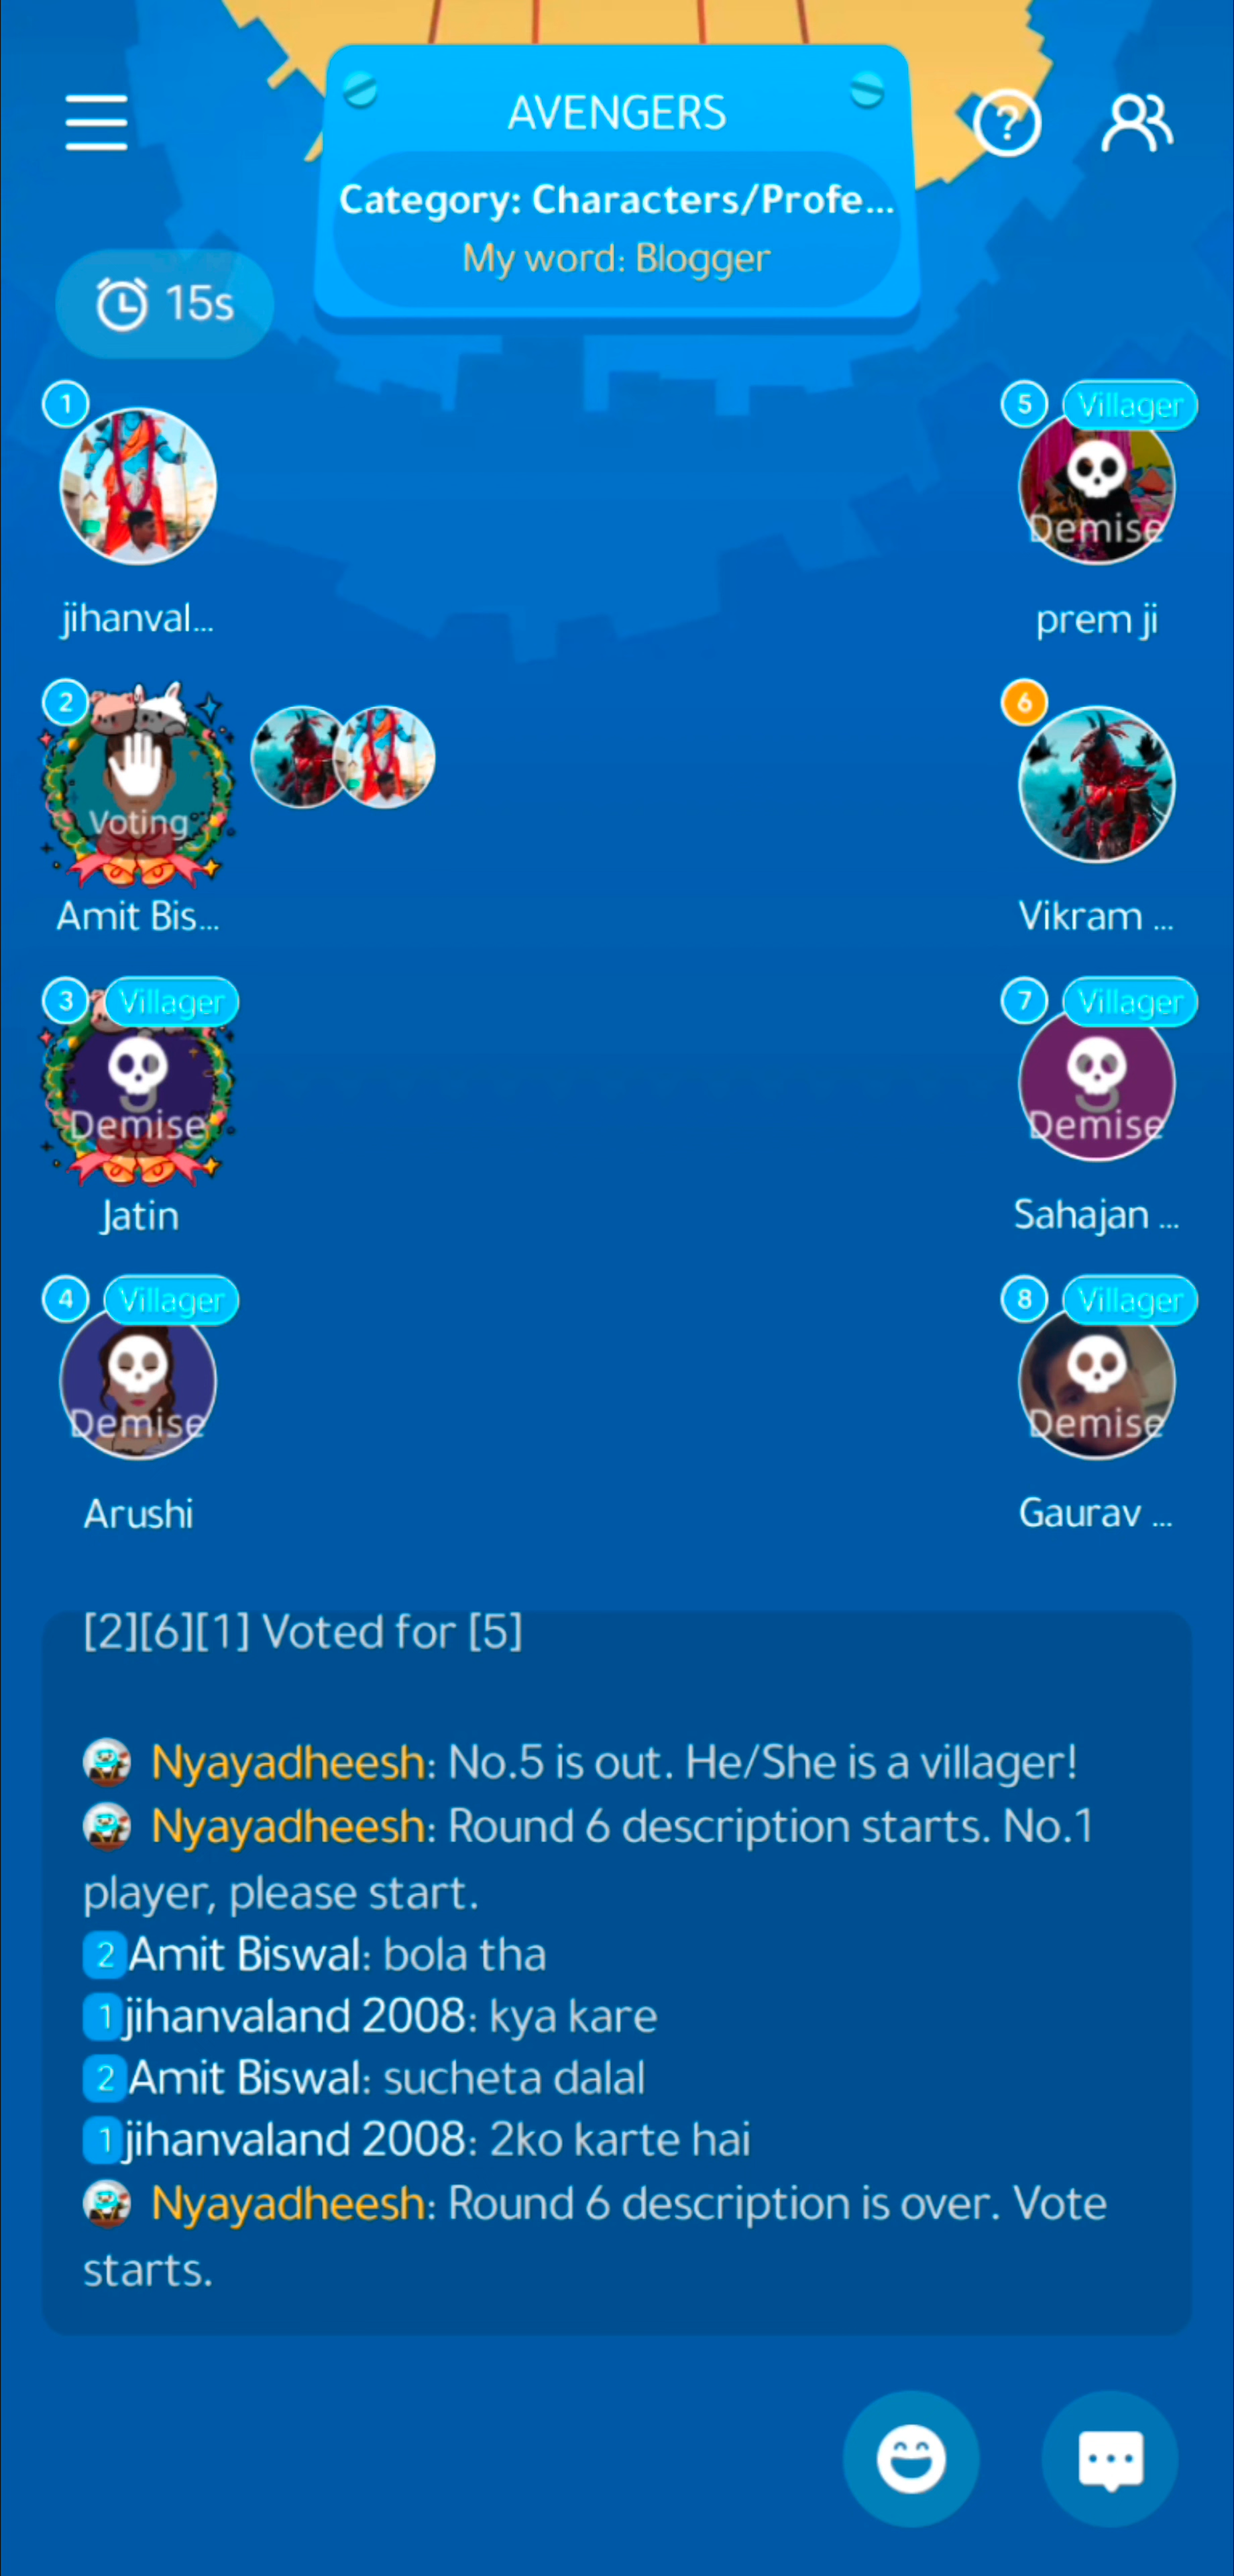 AVENGERS
Category: Characters/Profe...
My word: Blogger
?
15s
1
5 Villager
Demise
jihanval...
prem ji
2
6
Voting
Amit Bis...
Vikram ...
3 Villager
7 Villager
Demise
Demise
Jatin
Sahajan ...
4 Villager
8 Villager
Demise
Demise
Arushi
Gaurav ...
[2][6][1] Voted for [5]
Nyayadheesh: No.5 is out. He/She is a villager!
Nyayadheesh: Round 6 description starts. No.1
player, please start.
2 Amit Biswal: bola tha
1 jihanvaland 2008: kya kare
2 Amit Biswal: sucheta dalal
1 jihanvaland 2008: 2ko karte hai
Nyayadheesh: Round 6 description is over. Vote
starts.